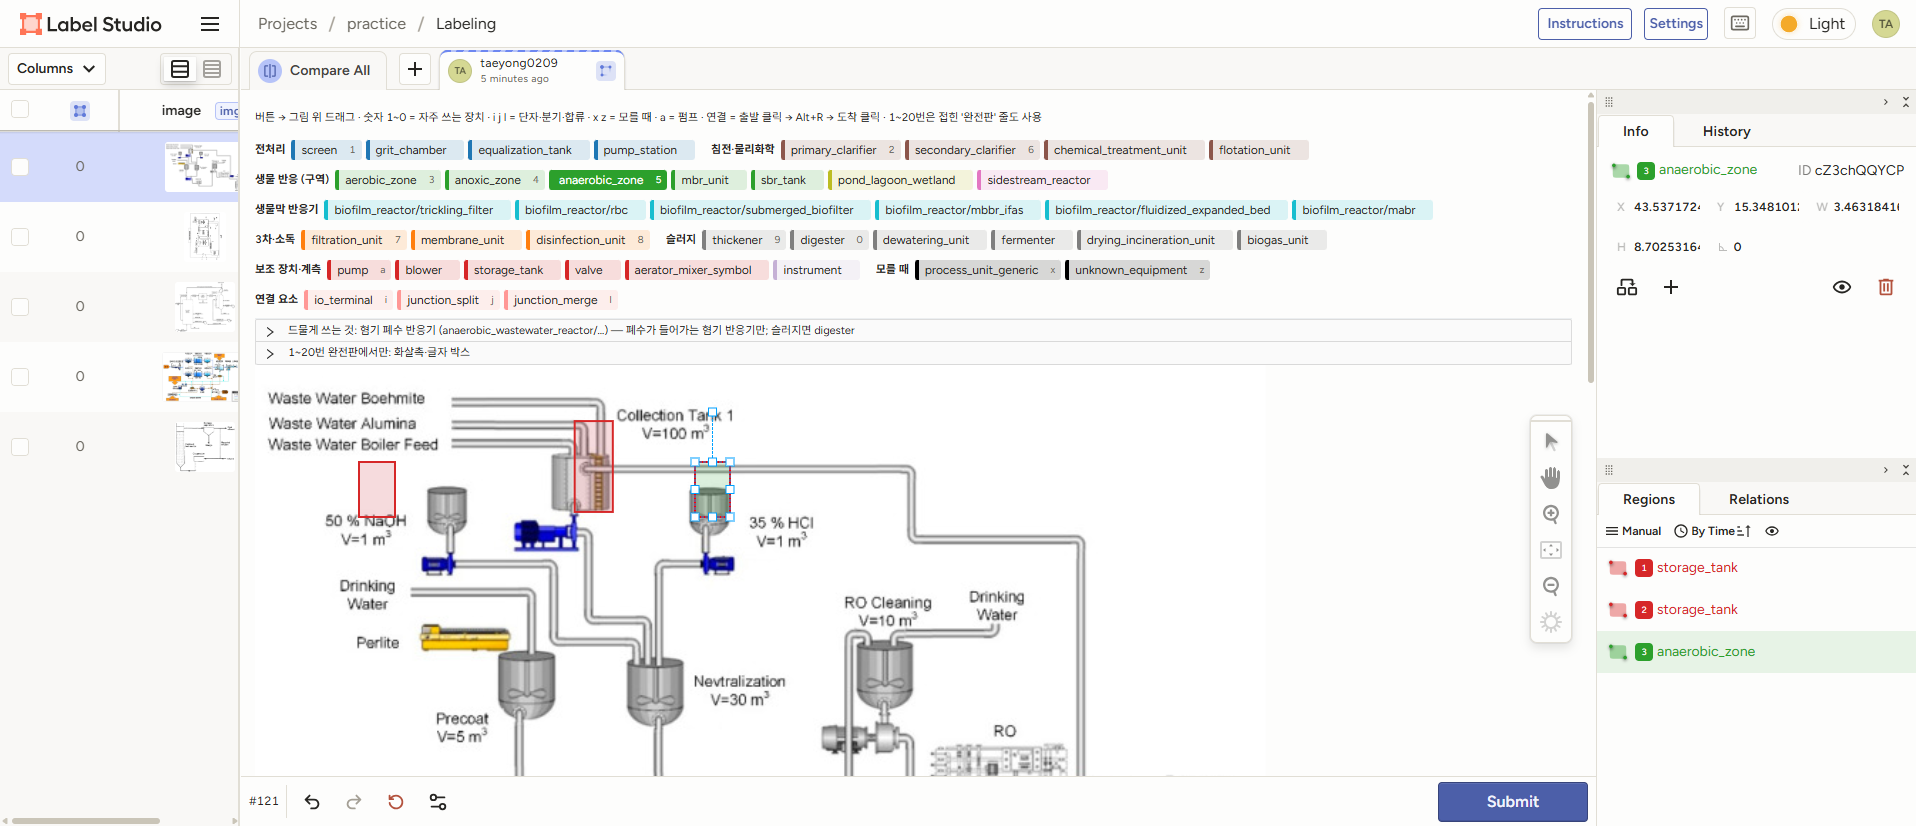 Label Studio
Projects / practice / Labeling
Instructions
Settings
Light
TA
Columns
Compare All
+
TA
taeyong0209
5 minutes ago
image
img
0
0
0
0
0
버튼 → 그림 위 드래그 · 숫자 1~0 = 자주 쓰는 장치 · i j l = 단자·분기·합류 · x z = 모를 때 · a = 펌프 · 연결 = 출발 클릭 → Alt+R → 도착 클릭 · 1~20번은 접힌 '완전판' 줄도 사용
전처리 screen 1 grit_chamber equalization_tank pump_station 침전·물리화학 primary_clarifier 2 secondary_clarifier 6 chemical_treatment_unit flotation_unit
생물 반응 (구역) aerobic_zone 3 anoxic_zone 4 anaerobic_zone 5 mbr_unit sbr_tank pond_lagoon_wetland sidestream_reactor
생물막 반응기 biofilm_reactor/trickling_filter biofilm_reactor/rbc biofilm_reactor/submerged_biofilter biofilm_reactor/mbbr_ifas biofilm_reactor/fluidized_expanded_bed biofilm_reactor/mabr
3차·소독 filtration_unit 7 membrane_unit disinfection_unit 8 슬러지 thickener 9 digester 0 dewatering_unit fermenter drying_incineration_unit biogas_unit
보조 장치·계측 pump a blower storage_tank valve aerator_mixer_symbol instrument 모를 때 process_unit_generic x unknown_equipment z
연결 요소 io_terminal i junction_split j junction_merge l
드물게 쓰는 것: 혐기 폐수 반응기 (anaerobic_wastewater_reactor/...) — 폐수가 들어가는 혐기 반응기만; 슬러지면 digester
1~20번 완전판에서만: 화살촉·글자 박스
Waste Water Boehmite
Waste Water Alumina
Waste Water Boiler Feed
Collection Tank 1
V=100 m³
50 % NaOH
V=1 m³
35 % HCl
V=1 m³
Drinking
Water
Perlite
RO Cleaning
V=10 m³
Drinking
Water
Nevtralization
V=30 m³
Precoat
V=5 m³
RO
#121
Submit
Info
History
3 anaerobic_zone
ID cZ3chQQYCP
X 43.5371724
Y 15.348101
W 3.4631841
H 8.7025316
0
Regions
Relations
Manual
By Time
1 storage_tank
2 storage_tank
3 anaerobic_zone